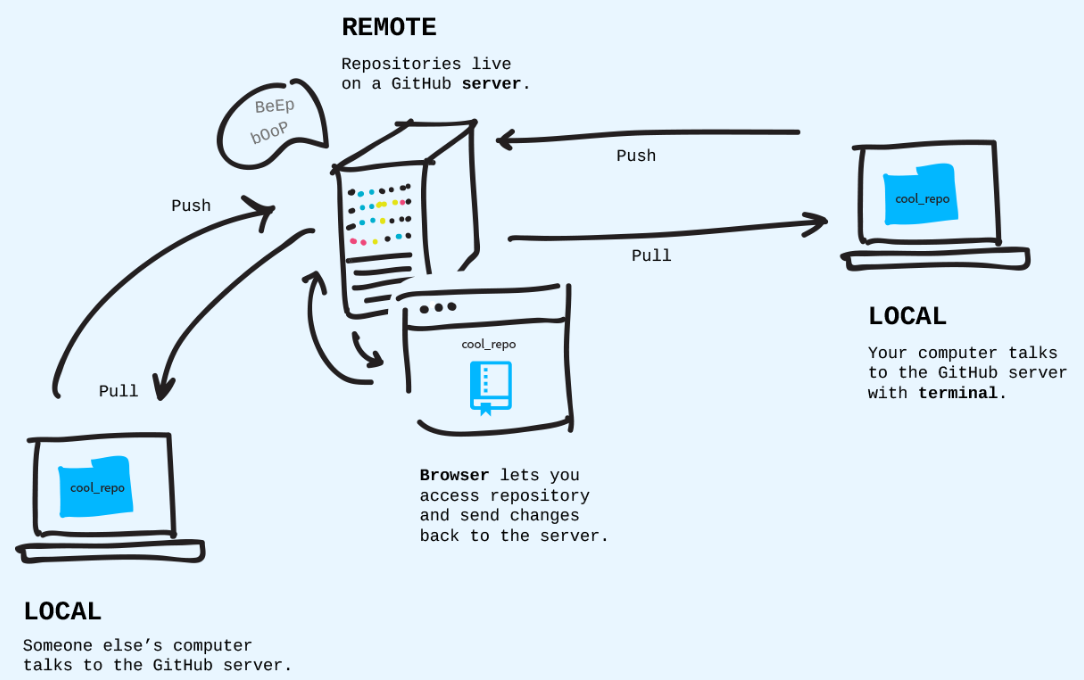 REMOTE
Repositories live
on a GitHub server.
BeEp
bOoP
Push
Pull
Push
Pull
cool_repo
LOCAL
Your computer talks
to the GitHub server
with terminal.
cool_repo
Browser lets you
access repository
and send changes
back to the server.
cool_repo
LOCAL
Someone else’s computer
talks to the GitHub server.